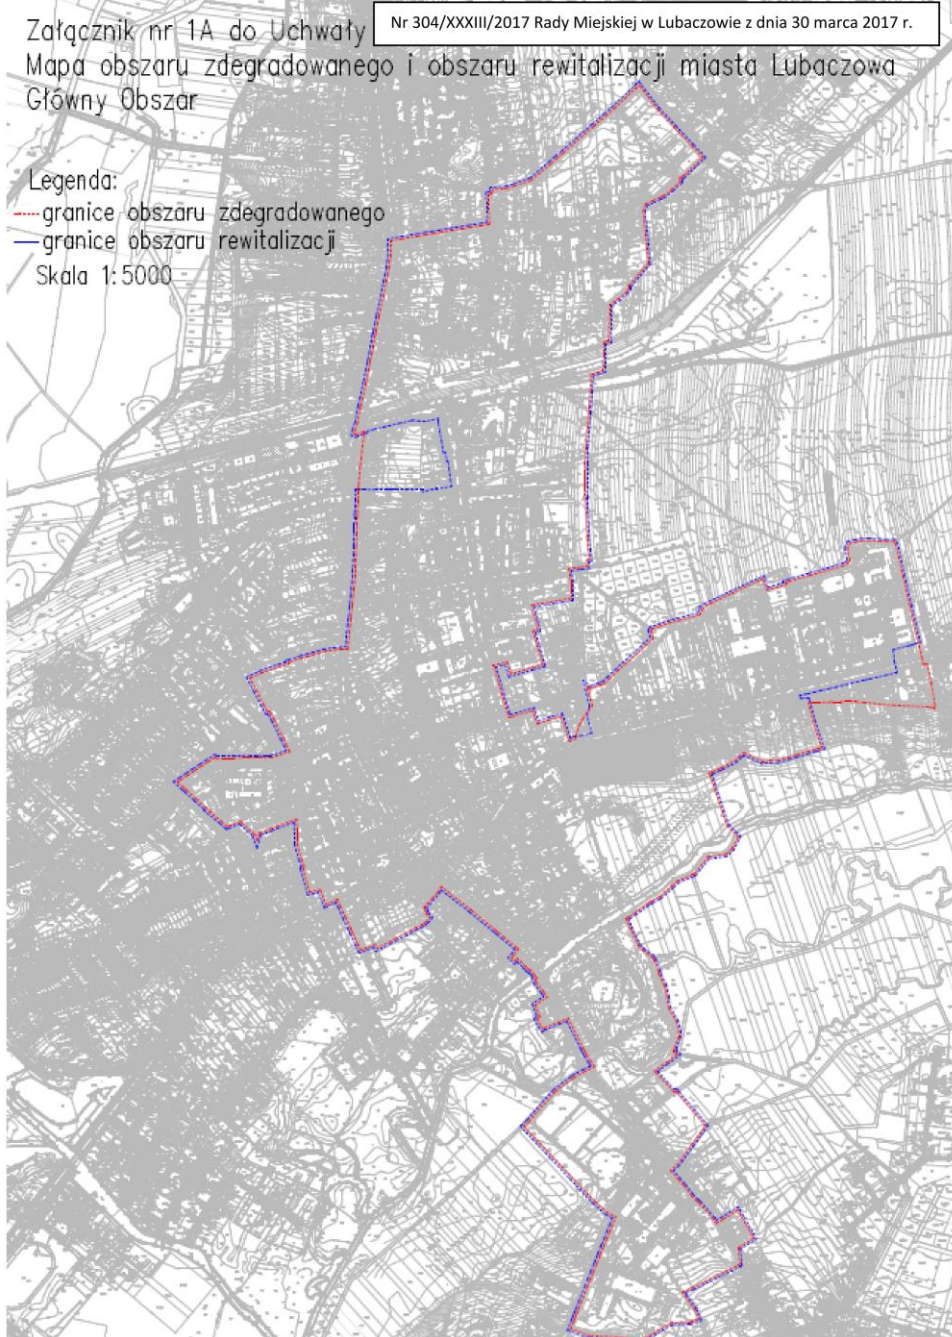 Załącznik nr 1A do Uchwały Nr 304/XXXIII/2017 Rady Miejskiej w Lubaczowie z dnia 30 marca 2017 r.
Mapa obszaru zdegradowanego i obszaru rewitalizacji miasta Lubaczowa
Główny Obszar
Legenda:
granice obszaru zdegradowanego
granice obszaru rewitalizacji
Skala 1:5000